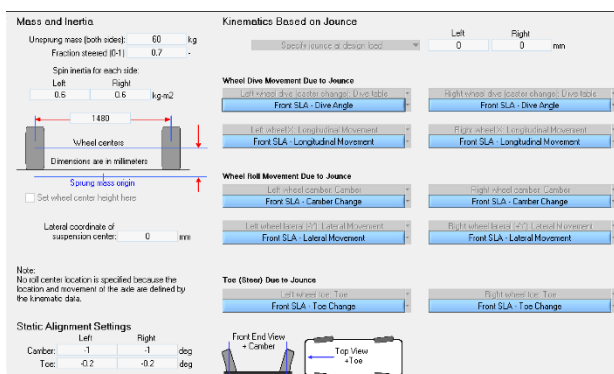 Mass and Inertia
Unsprung mass (both sides): 60 kg
Fraction steered (0-1) 0.7 -
Spin inertia for each side:
Left Right
0.6 0.6 kg-m2
1480
Wheel centers
Dimensions are in millimeters
Sprung mass origin
Set wheel center height here
Lateral coordinate of
suspension center: 0 mm
Note:
No roll center location is specified because the
location and movement of the axle are defined by
the kinematic data.
Static Alignment Settings
Left Right
Camber: -1 -1 deg
Toe: -0.2 -0.2 deg
Kinematics Based on Jounce
Left Right
Specify jounce at design load 0 0 mm
Wheel Dive Movement Due to Jounce
Left wheel dive (caster change): Dive table Right wheel dive (caster change): Dive table
Front SLA - Dive Angle Front SLA - Dive Angle
Left wheel X: Longitudinal Movement Right wheel X: Longitudinal Movement
Front SLA - Longitudinal Movement Front SLA - Longitudinal Movement
Wheel Roll Movement Due to Jounce
Left wheel camber: Camber Right wheel camber: Camber
Front SLA - Camber Change Front SLA - Camber Change
Left wheel lateral (+Y): Lateral Movement Right wheel lateral (+Y): Lateral Movement
Front SLA - Lateral Movement Front SLA - Lateral Movement
Toe (Steer) Due to Jounce
Left wheel toe: Toe Right wheel toe: Toe
Front SLA - Toe Change Front SLA - Toe Change
Front End View
+ Camber
Top View
+Toe